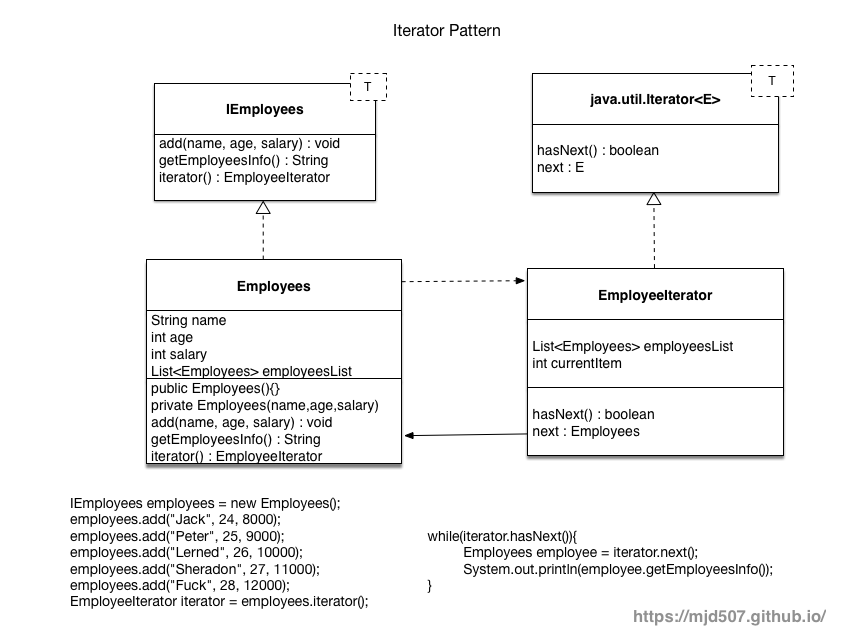 Iterator Pattern
T
IEmployees
add(name, age, salary) : void
getEmployeesInfo() : String
iterator() : EmployeeIterator
T
java.util.Iterator<E>
hasNext() : boolean
next : E
Employees
String name
int age
int salary
List<Employees> employeesList
public Employees(){}
private Employees(name,age,salary)
add(name, age, salary) : void
getEmployeesInfo() : String
iterator() : EmployeeIterator
EmployeeIterator
List<Employees> employeesList
int currentItem
hasNext() : boolean
next : Employees
IEmployees employees = new Employees();
employees.add("Jack", 24, 8000);
employees.add("Peter", 25, 9000);
employees.add("Lerned", 26, 10000);
employees.add("Sheradon", 27, 11000);
employees.add("Fuck", 28, 12000);
EmployeeIterator iterator = employees.iterator();
while(iterator.hasNext()){
Employees employee = iterator.next();
System.out.println(employee.getEmployeesInfo());
}
https://mjd507.github.io/